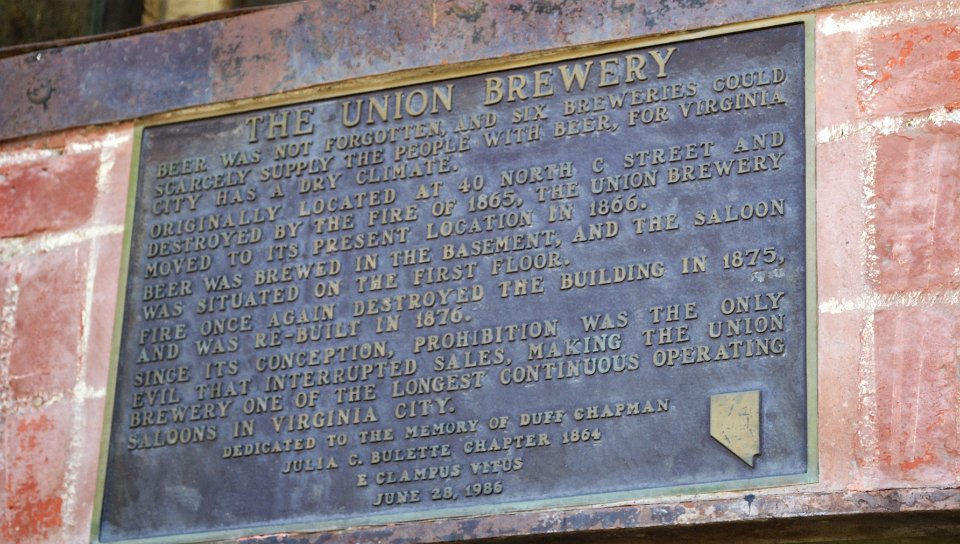 THE UNION BREWERY
BEER WAS NOT FORGOTTEN, AND SIX BREWERIES COULD
SCARCELY SUPPLY THE PEOPLE WITH BEER, FOR VIRGINIA
CITY HAS A DRY CLIMATE.
ORIGINALLY LOCATED AT 40 NORTH C STREET AND
DESTROYED BY THE FIRE OF 1865, THE UNION BREWERY
MOVED TO ITS PRESENT LOCATION IN 1866.
BEER WAS BREWED IN THE BASEMENT, AND THE SALOON
WAS SITUATED ON THE FIRST FLOOR.
FIRE ONCE AGAIN DESTROYED THE BUILDING IN 1875,
AND WAS RE-BUILT IN 1876.
SINCE ITS CONCEPTION, PROHIBITION WAS THE ONLY
EVIL THAT INTERRUPTED SALES, MAKING THE UNION
BREWERY ONE OF THE LONGEST CONTINUOUS OPERATING
SALOONS IN VIRGINIA CITY.
DEDICATED TO THE MEMORY OF DUFF CHAPMAN
JULIA C. BULETTE CHAPTER 1864
E CLAMPUS VITUS
JUNE 28, 1986